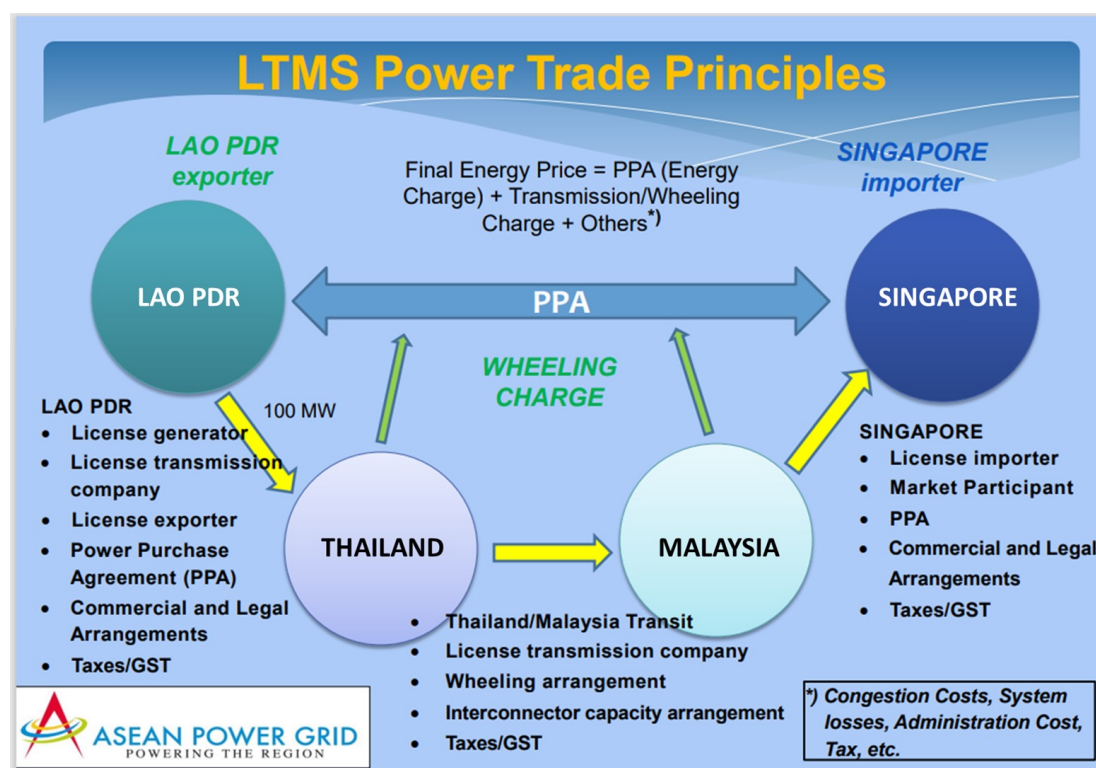 LTMS Power Trade Principles
LAO PDR
exporter
Final Energy Price = PPA (Energy
Charge) + Transmission/Wheeling
Charge + Others*)
SINGAPORE
importer
LAO PDR
PPA
SINGAPORE
WHEELING
CHARGE
100 MW
THAILAND
MALAYSIA
LAO PDR
• License generator
• License transmission
company
• License exporter
• Power Purchase
Agreement (PPA)
• Commercial and Legal
Arrangements
• Taxes/GST
• Thailand/Malaysia Transit
• License transmission company
• Wheeling arrangement
• Interconnector capacity arrangement
• Taxes/GST
SINGAPORE
• License importer
• Market Participant
• PPA
• Commercial and Legal
Arrangements
• Taxes/GST
ASEAN POWER GRID
POWERING THE REGION
*) Congestion Costs, System
losses, Administration Cost,
Tax, etc.